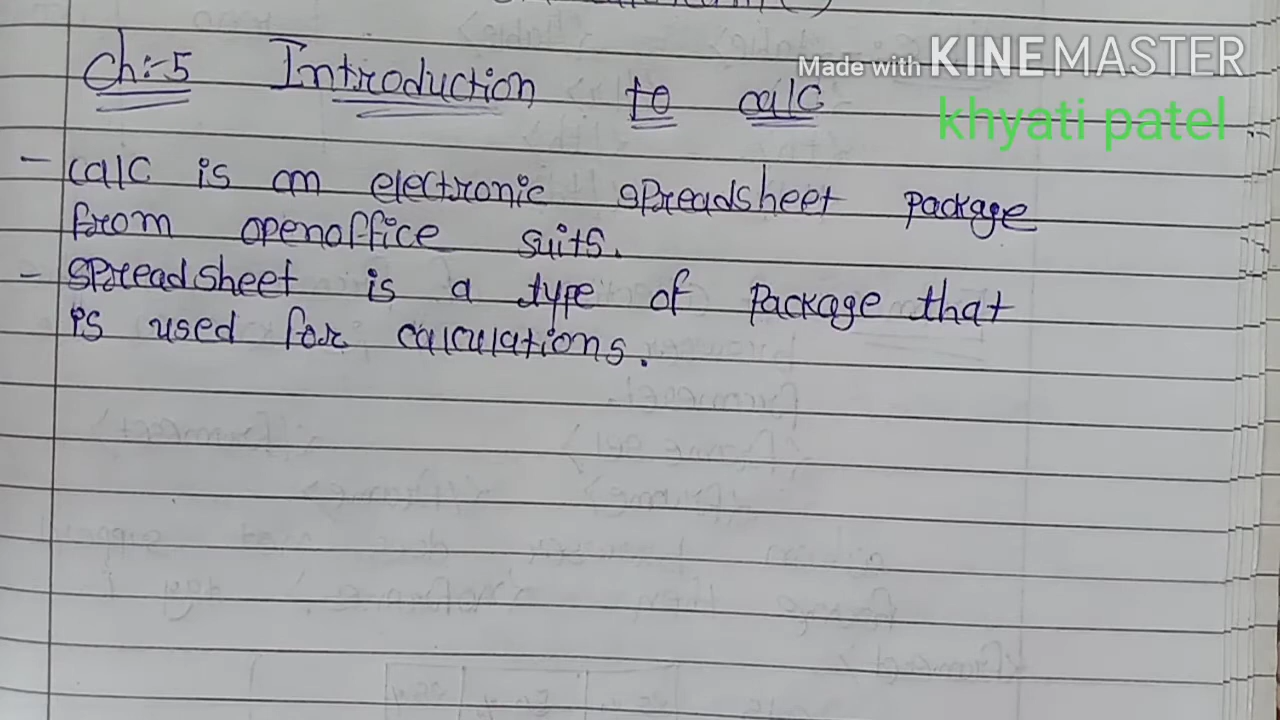 Made with KINEMASTER
khyati patel
Ch:-5 Introduction to calc
- calc is an electronic spreadsheet package
from openoffice suits.
- spreadsheet is a type of package that
is used for calculations.